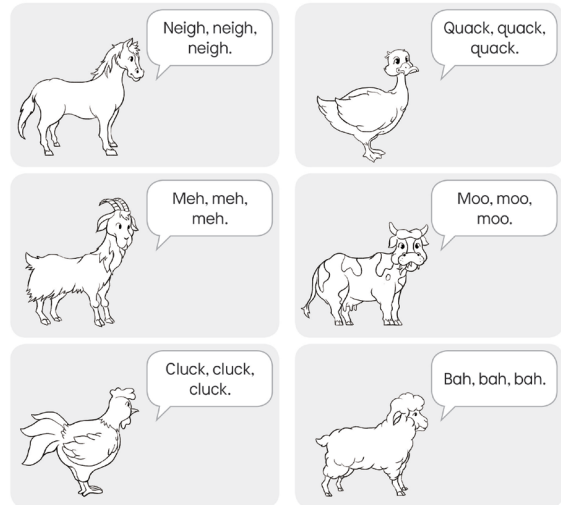 Neigh, neigh,
neigh.
Quack, quack,
quack.
Meh, meh,
meh.
Moo, moo,
moo.
Cluck, cluck,
cluck.
Bah, bah, bah.